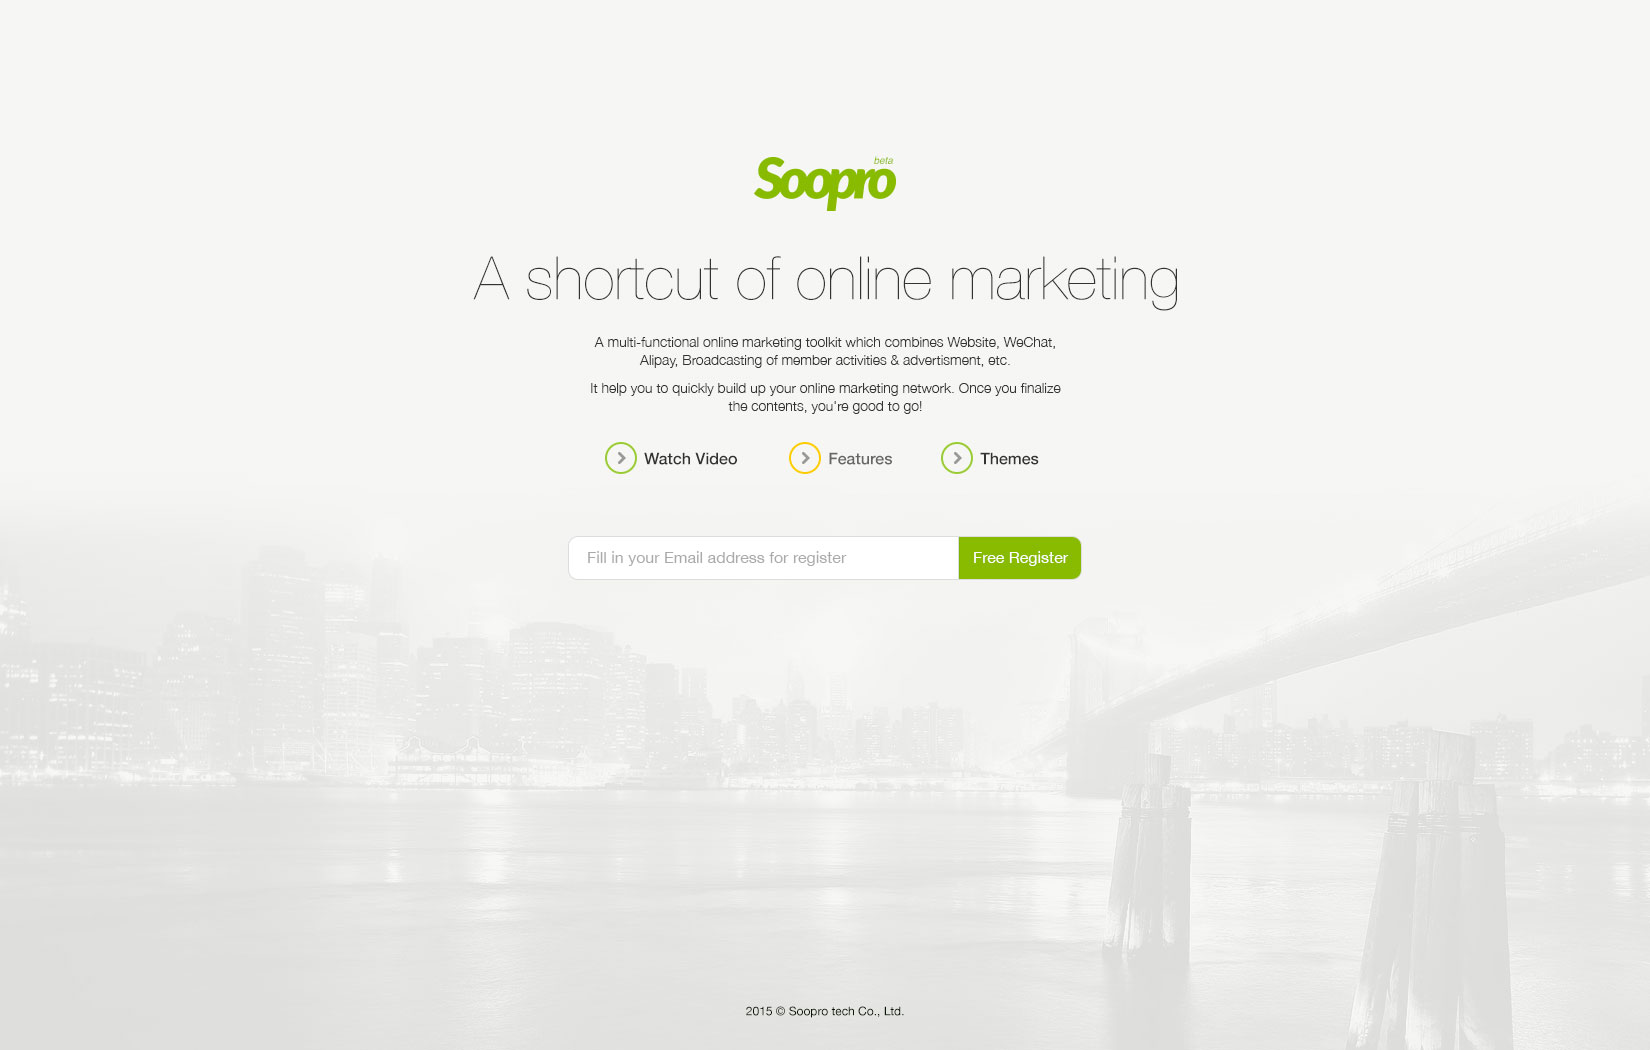 Soopro beta
A shortcut of online marketing
A multi-functional online marketing toolkit which combines Website, WeChat,
Alipay, Broadcasting of member activities & advertisment, etc.
It help you to quickly build up your online marketing network. Once you finalize
the contents, you're good to go!
Watch Video Features Themes
Fill in your Email address for register Free Register
2015 © Soopro tech Co., Ltd.